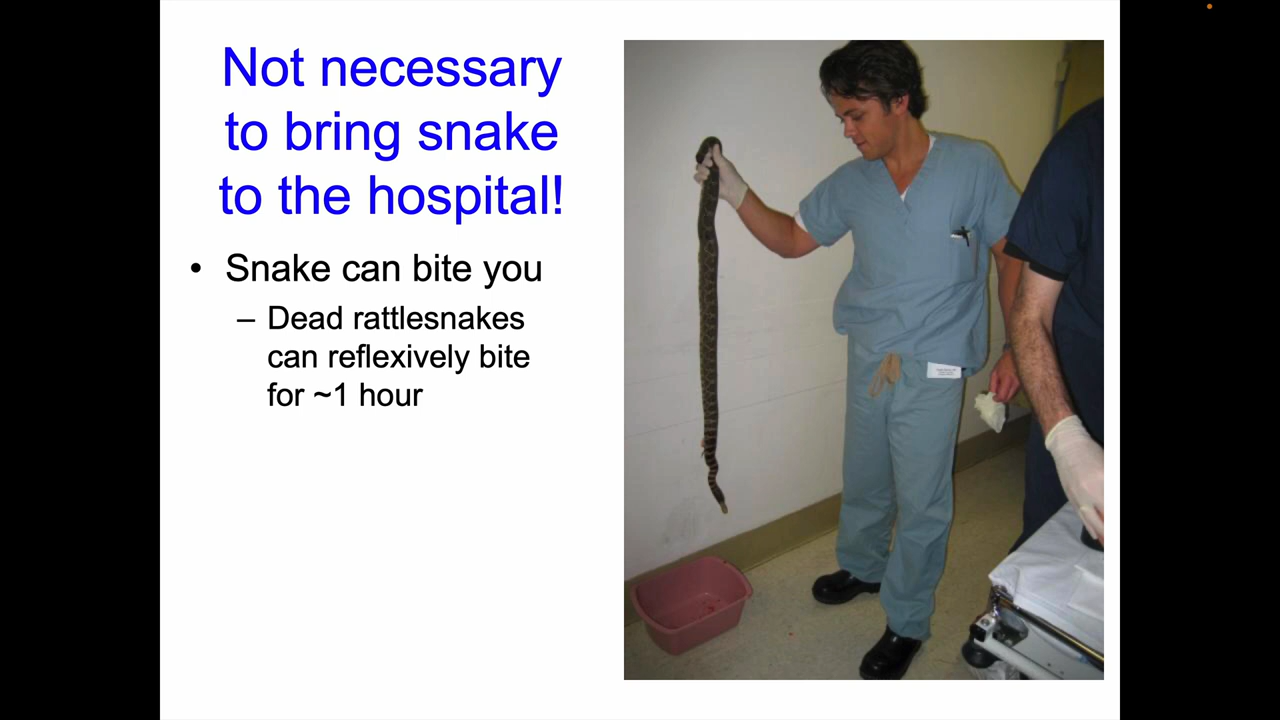 Not necessary
to bring snake
to the hospital!
• Snake can bite you
– Dead rattlesnakes
can reflexively bite
for ~1 hour